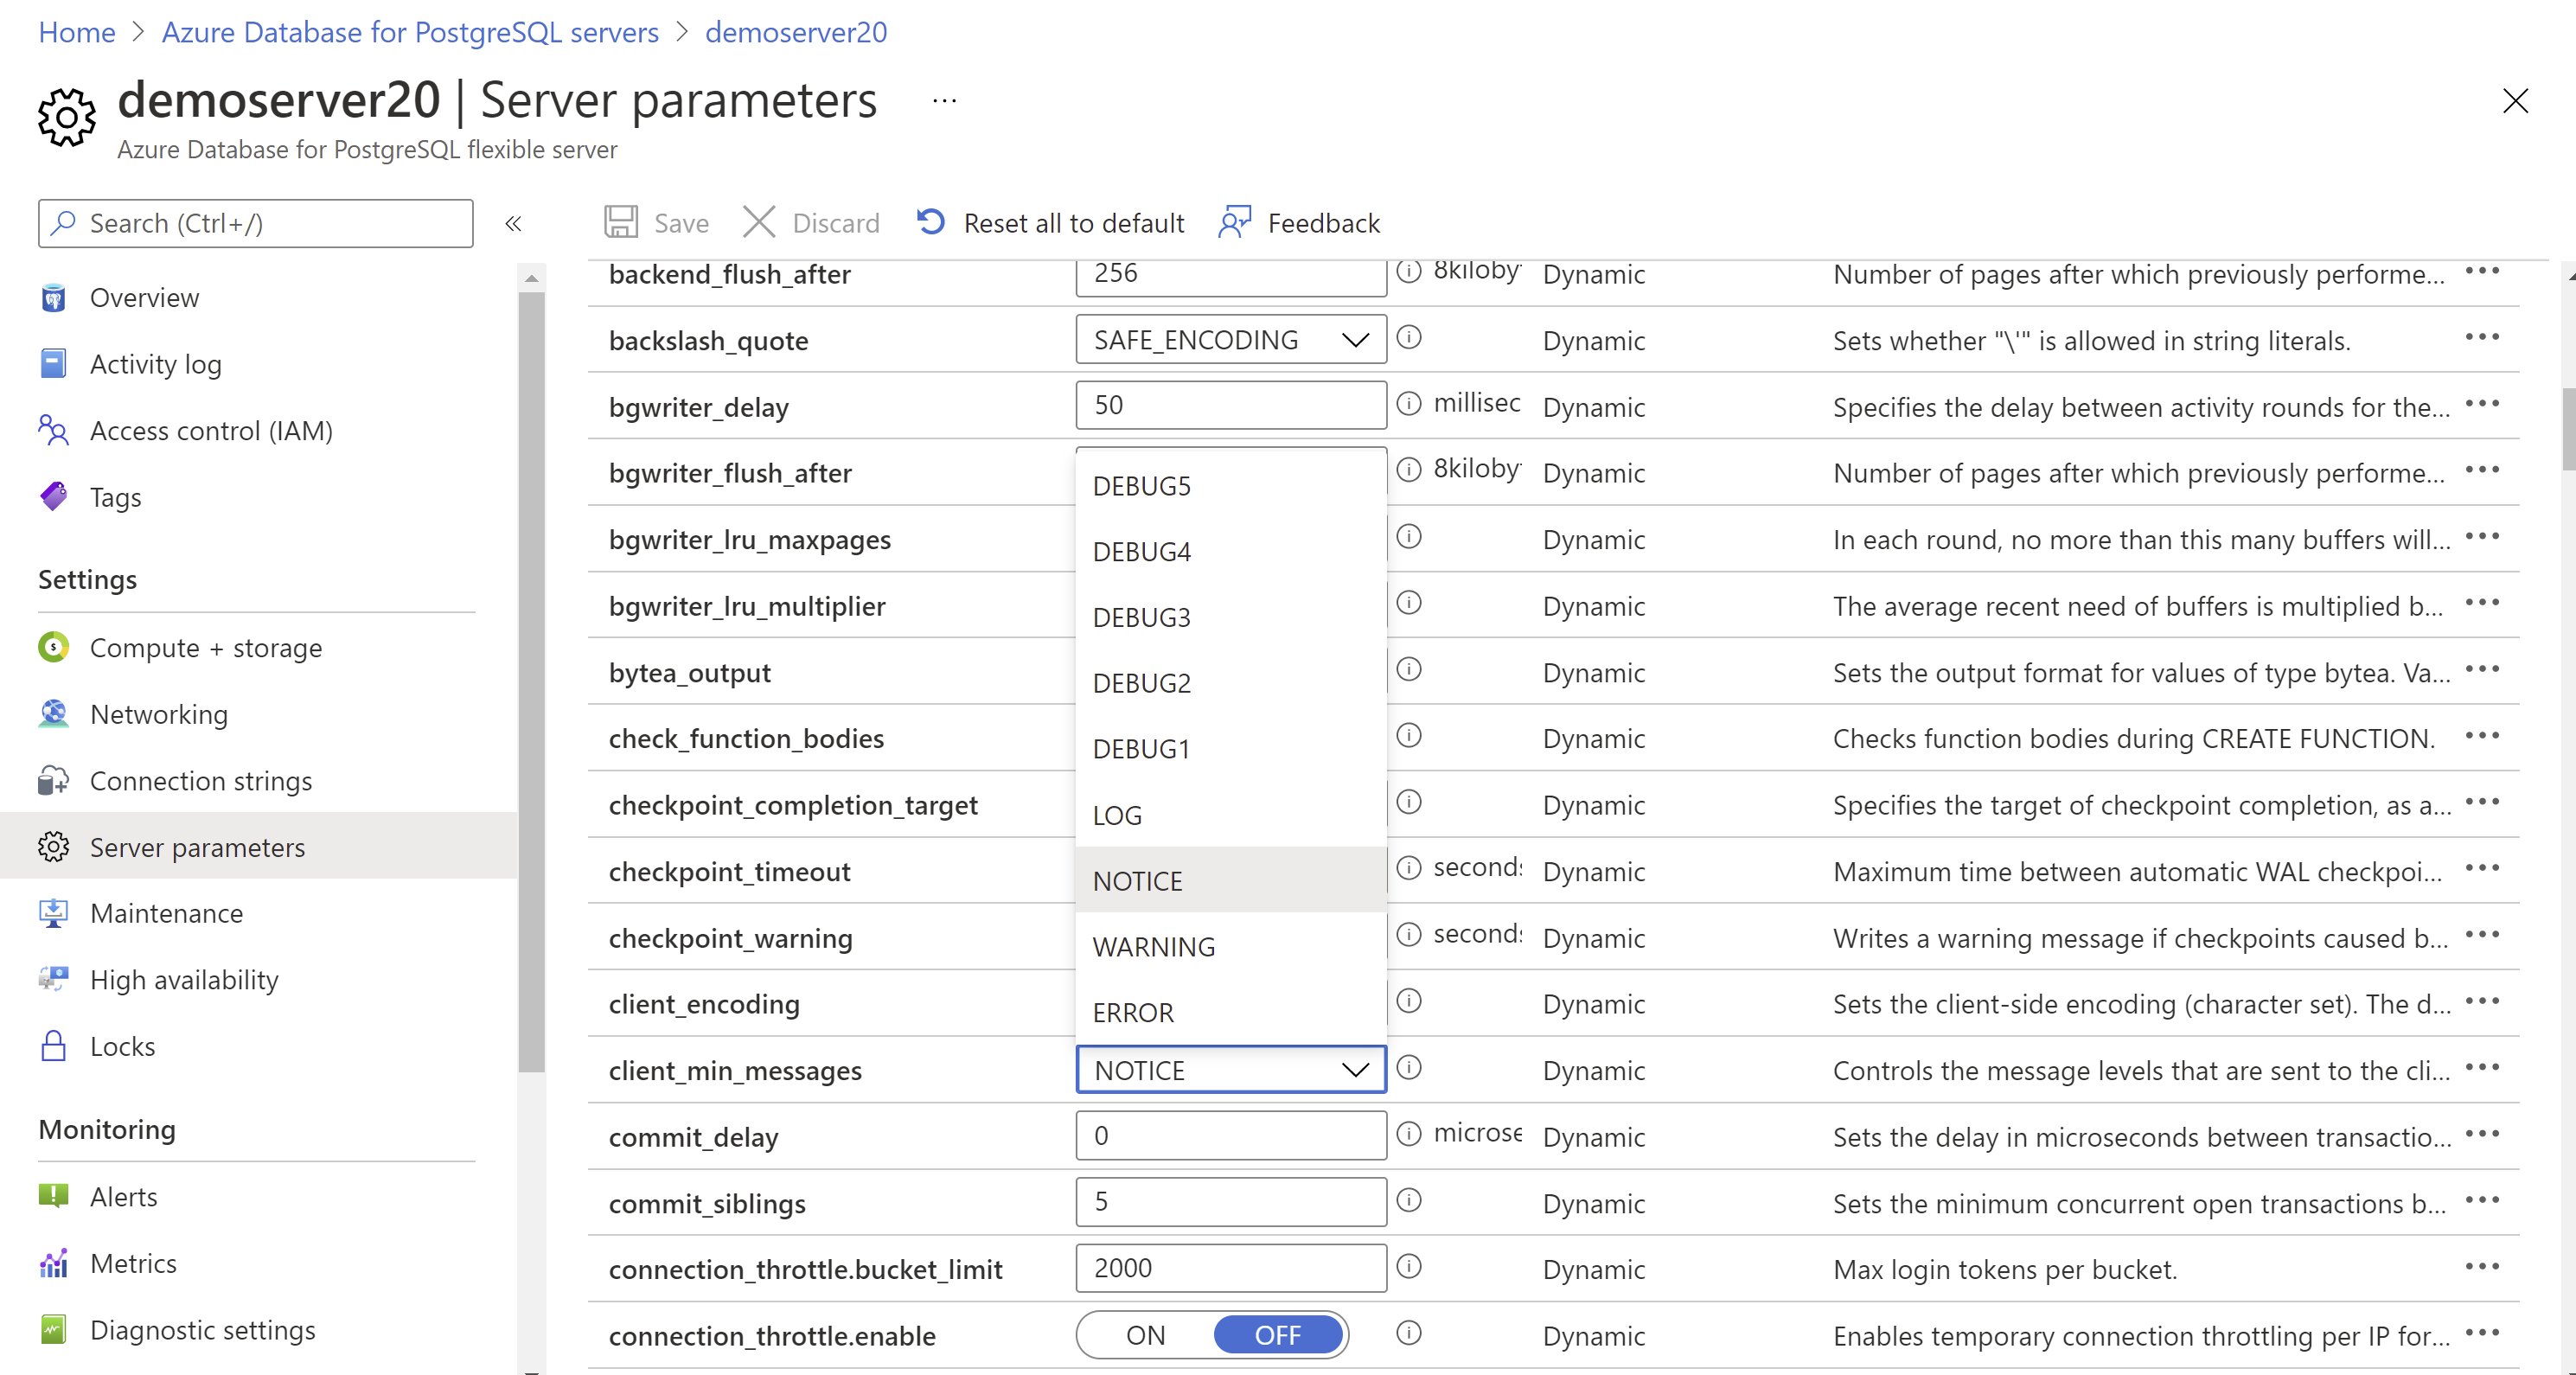 Home > Azure Database for PostgreSQL servers > demoserver20
demoserver20 | Server parameters ...
Azure Database for PostgreSQL flexible server
Search (Ctrl+/)
«
Overview
Activity log
Access control (IAM)
Tags
Settings
Compute + storage
Networking
Connection strings
Server parameters
Maintenance
High availability
Locks
Monitoring
Alerts
Metrics
Diagnostic settings
Save Discard Reset all to default Feedback
backend_flush_after 256 8kiloby Dynamic Number of pages after which previously performe... •••
backslash_quote SAFE_ENCODING Dynamic Sets whether "\'" is allowed in string literals. •••
bgwriter_delay 50 millisec Dynamic Specifies the delay between activity rounds for the... •••
bgwriter_flush_after 8kiloby Dynamic Number of pages after which previously performe... •••
bgwriter_lru_maxpages Dynamic In each round, no more than this many buffers will... •••
bgwriter_lru_multiplier Dynamic The average recent need of buffers is multiplied b... •••
bytea_output Dynamic Sets the output format for values of type bytea. Va... •••
check_function_bodies Dynamic Checks function bodies during CREATE FUNCTION. •••
checkpoint_completion_target Dynamic Specifies the target of checkpoint completion, as a... •••
checkpoint_timeout seconds Dynamic Maximum time between automatic WAL checkpoi... •••
checkpoint_warning seconds Dynamic Writes a warning message if checkpoints caused b... •••
client_encoding Dynamic Sets the client-side encoding (character set). The d... •••
DEBUG5
DEBUG4
DEBUG3
DEBUG2
DEBUG1
LOG
NOTICE
WARNING
ERROR
client_min_messages NOTICE Dynamic Controls the message levels that are sent to the cli... •••
commit_delay 0 microse Dynamic Sets the delay in microseconds between transactio... •••
commit_siblings 5 Dynamic Sets the minimum concurrent open transactions b... •••
connection_throttle.bucket_limit 2000 Dynamic Max login tokens per bucket. •••
connection_throttle.enable ON OFF Dynamic Enables temporary connection throttling per IP for... •••